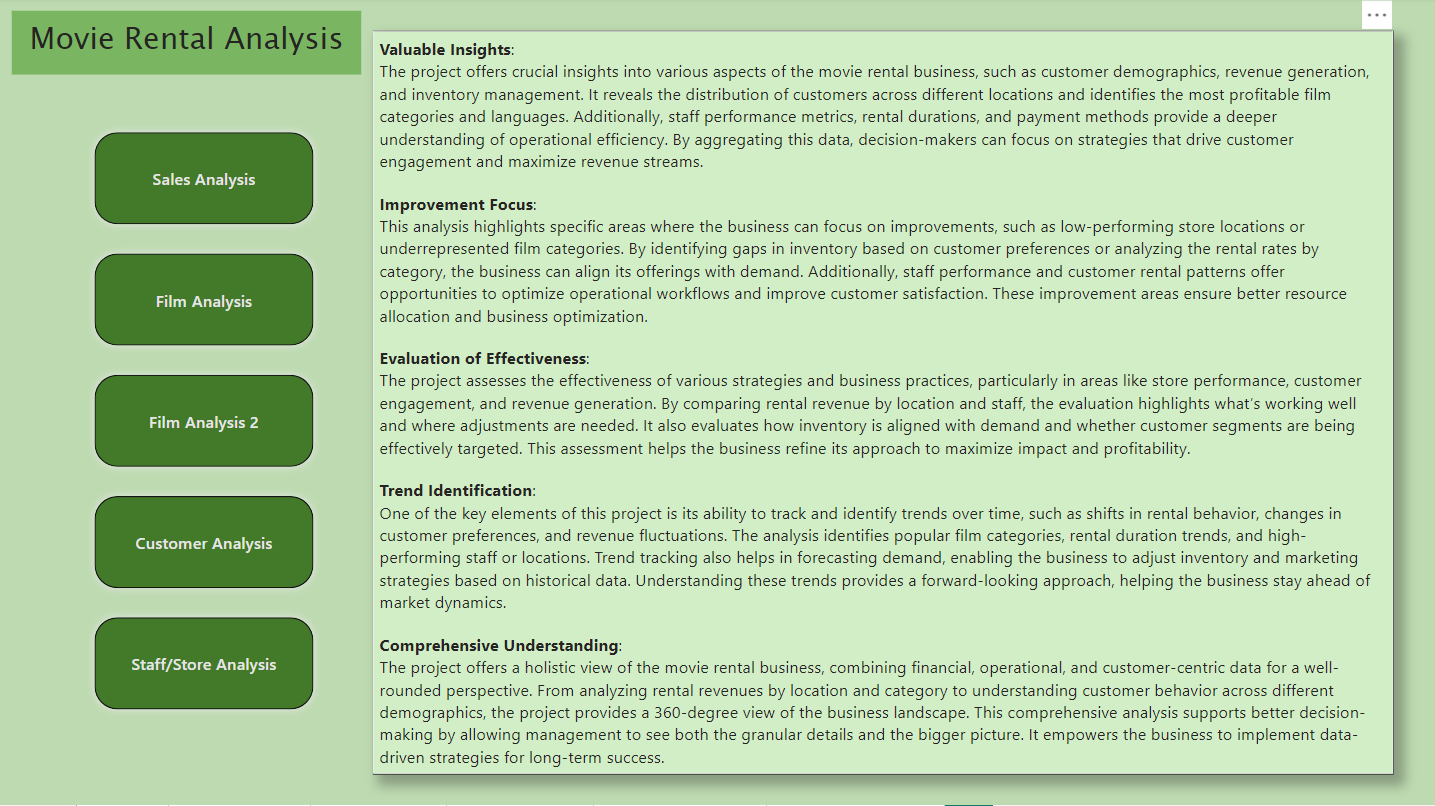 Movie Rental Analysis
Sales Analysis
Film Analysis
Film Analysis 2
Customer Analysis
Staff/Store Analysis
Valuable Insights:
The project offers crucial insights into various aspects of the movie rental business, such as customer demographics, revenue generation,
and inventory management. It reveals the distribution of customers across different locations and identifies the most profitable film
categories and languages. Additionally, staff performance metrics, rental durations, and payment methods provide a deeper
understanding of operational efficiency. By aggregating this data, decision-makers can focus on strategies that drive customer
engagement and maximize revenue streams.
Improvement Focus:
This analysis highlights specific areas where the business can focus on improvements, such as low-performing store locations or
underrepresented film categories. By identifying gaps in inventory based on customer preferences or analyzing the rental rates by
category, the business can align its offerings with demand. Additionally, staff performance and customer rental patterns offer
opportunities to optimize operational workflows and improve customer satisfaction. These improvement areas ensure better resource
allocation and business optimization.
Evaluation of Effectiveness:
The project assesses the effectiveness of various strategies and business practices, particularly in areas like store performance, customer
engagement, and revenue generation. By comparing rental revenue by location and staff, the evaluation highlights what's working well
and where adjustments are needed. It also evaluates how inventory is aligned with demand and whether customer segments are being
effectively targeted. This assessment helps the business refine its approach to maximize impact and profitability.
Trend Identification:
One of the key elements of this project is its ability to track and identify trends over time, such as shifts in rental behavior, changes in
customer preferences, and revenue fluctuations. The analysis identifies popular film categories, rental duration trends, and high-
performing staff or locations. Trend tracking also helps in forecasting demand, enabling the business to adjust inventory and marketing
strategies based on historical data. Understanding these trends provides a forward-looking approach, helping the business stay ahead of
market dynamics.
Comprehensive Understanding:
The project offers a holistic view of the movie rental business, combining financial, operational, and customer-centric data for a well-
rounded perspective. From analyzing rental revenues by location and category to understanding customer behavior across different
demographics, the project provides a 360-degree view of the business landscape. This comprehensive analysis supports better decision-
making by allowing management to see both the granular details and the bigger picture. It empowers the business to implement data-
driven strategies for long-term success.